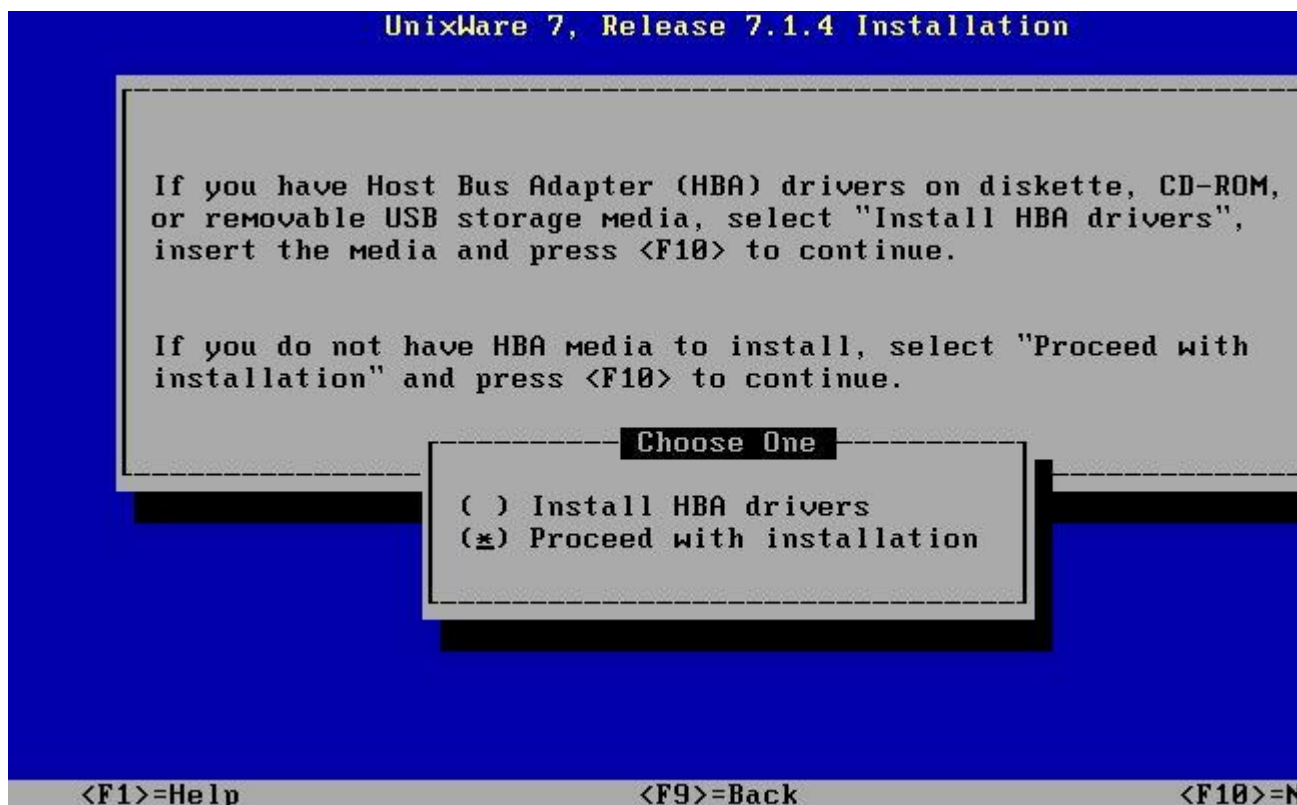 UnixWare 7, Release 7.1.4 Installation
If you have Host Bus Adapter (HBA) drivers on diskette, CD-ROM,
or removable USB storage media, select "Install HBA drivers",
insert the media and press <F10> to continue.
If you do not have HBA media to install, select "Proceed with
installation" and press <F10> to continue.
Choose One
( ) Install HBA drivers
(*) Proceed with installation
<F1>=Help <F9>=Back <F10>=